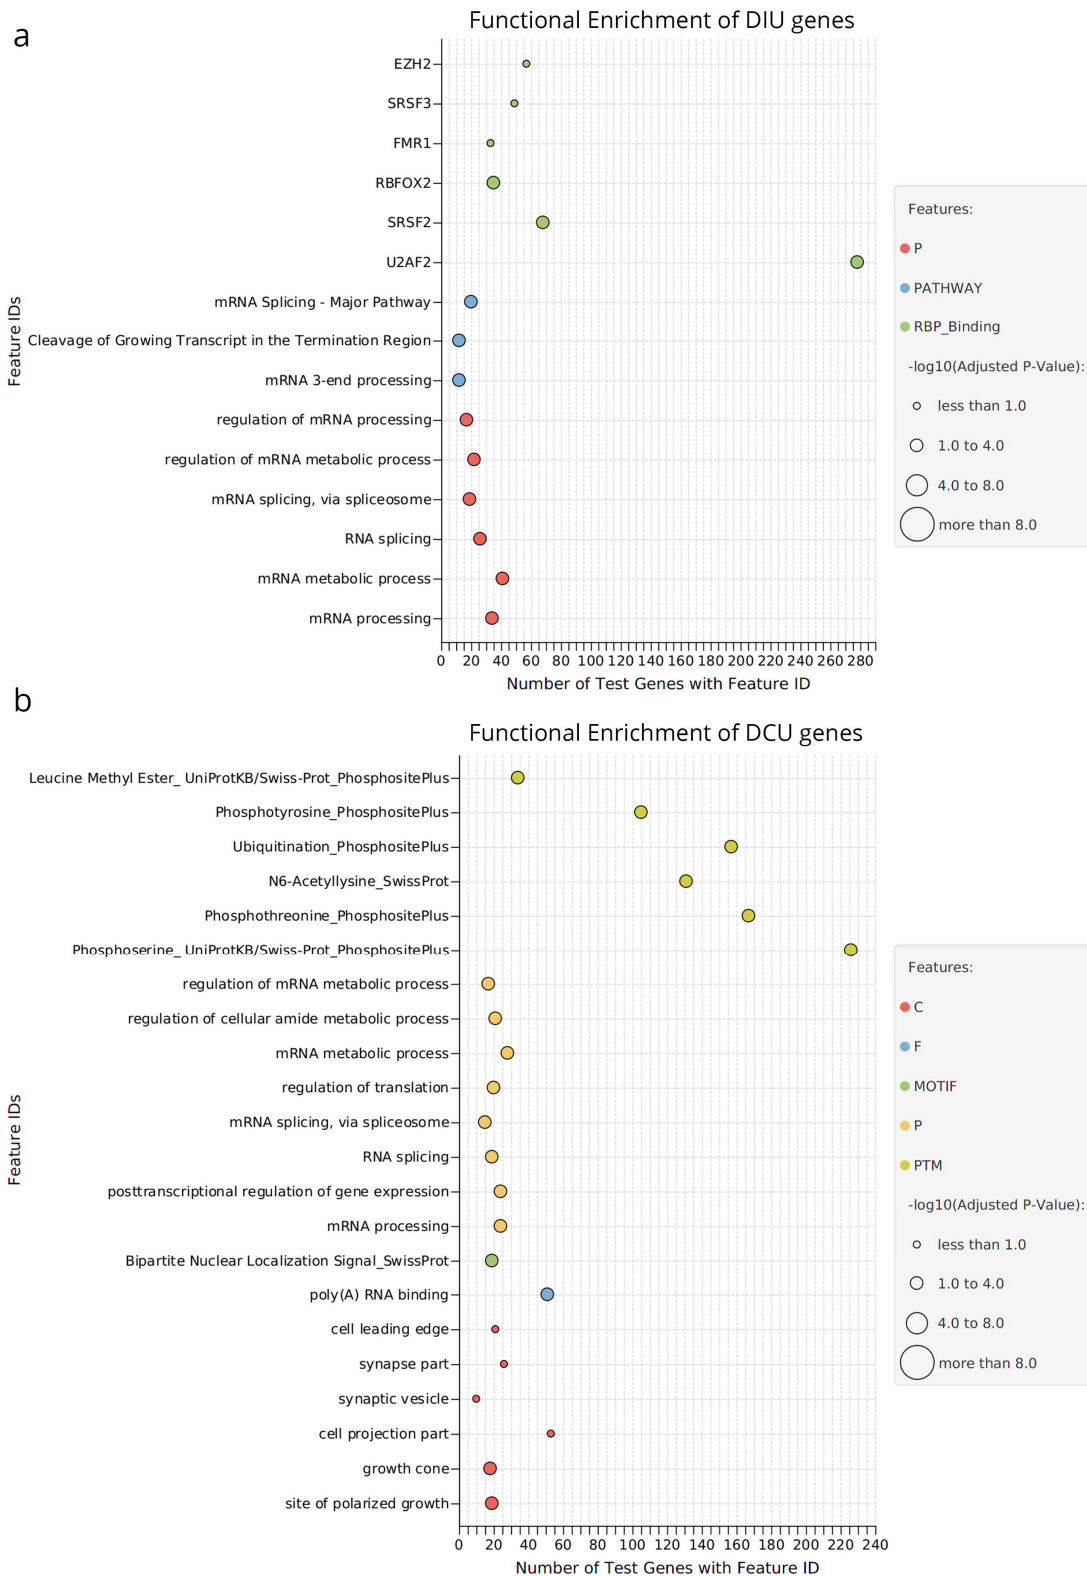 a
Functional Enrichment of DIU genes
Feature IDs
EZH2
SRSF3
FMR1
RBFOX2
SRSF2
U2AF2
mRNA Splicing - Major Pathway
Cleavage of Growing Transcript in the Termination Region
mRNA 3-end processing
regulation of mRNA processing
regulation of mRNA metabolic process
mRNA splicing, via spliceosome
RNA splicing
mRNA metabolic process
mRNA processing
0 20 40 60 80 100 120 140 160 180 200 220 240 260 280
Number of Test Genes with Feature ID
Features:
P
PATHWAY
RBP_Binding
-log10(Adjusted P-Value):
less than 1.0
1.0 to 4.0
4.0 to 8.0
more than 8.0
b
Functional Enrichment of DCU genes
Feature IDs
Leucine Methyl Ester_ UniProtKB/Swiss-Prot_PhosphositePlus
Phosphotyrosine_PhosphositePlus
Ubiquitination_PhosphositePlus
N6-Acetyllysine_SwissProt
Phosphothreonine_PhosphositePlus
Phosphoserine_ UniProtKB/Swiss-Prot_PhosphositePlus
regulation of mRNA metabolic process
regulation of cellular amide metabolic process
mRNA metabolic process
regulation of translation
mRNA splicing, via spliceosome
RNA splicing
posttranscriptional regulation of gene expression
mRNA processing
Bipartite Nuclear Localization Signal_SwissProt
poly(A) RNA binding
cell leading edge
synapse part
synaptic vesicle
cell projection part
growth cone
site of polarized growth
0 20 40 60 80 100 120 140 160 180 200 220 240
Number of Test Genes with Feature ID
Features:
C
F
MOTIF
P
PTM
-log10(Adjusted P-Value):
less than 1.0
1.0 to 4.0
4.0 to 8.0
more than 8.0